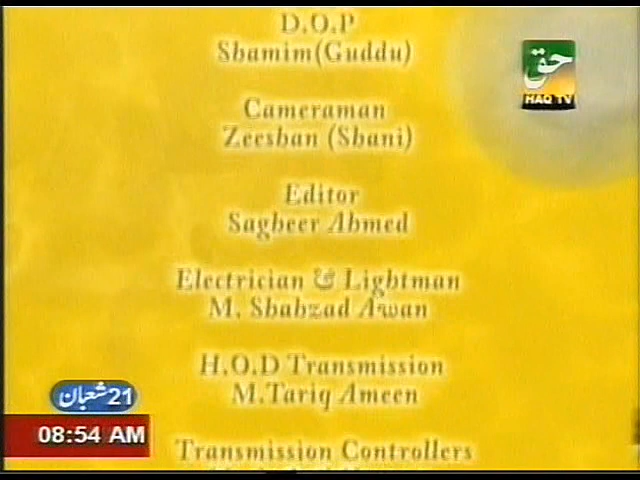 D.O.P
Shamim(Guddu)
حق
HAQ TV
Cameraman
Zeeshan (Shani)
Editor
Sagheer Ahmed
Electrician & Lightman
M. Shahzad Awan
H.O.D Transmission
M.Tariq Ameen
21 شعبان
08:54 AM
Transmission Controllers